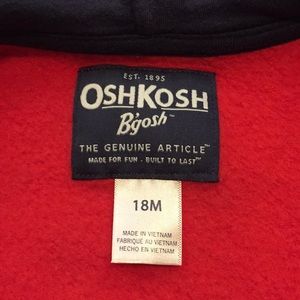 EST. 1895
OSHKOSH
B'gosh™
THE GENUINE ARTICLE™
MADE FOR FUN · BUILT TO LAST™
18M
MADE IN VIETNAM
FABRIQUÉ AU VIETNAM
HECHO EN VIETNAM